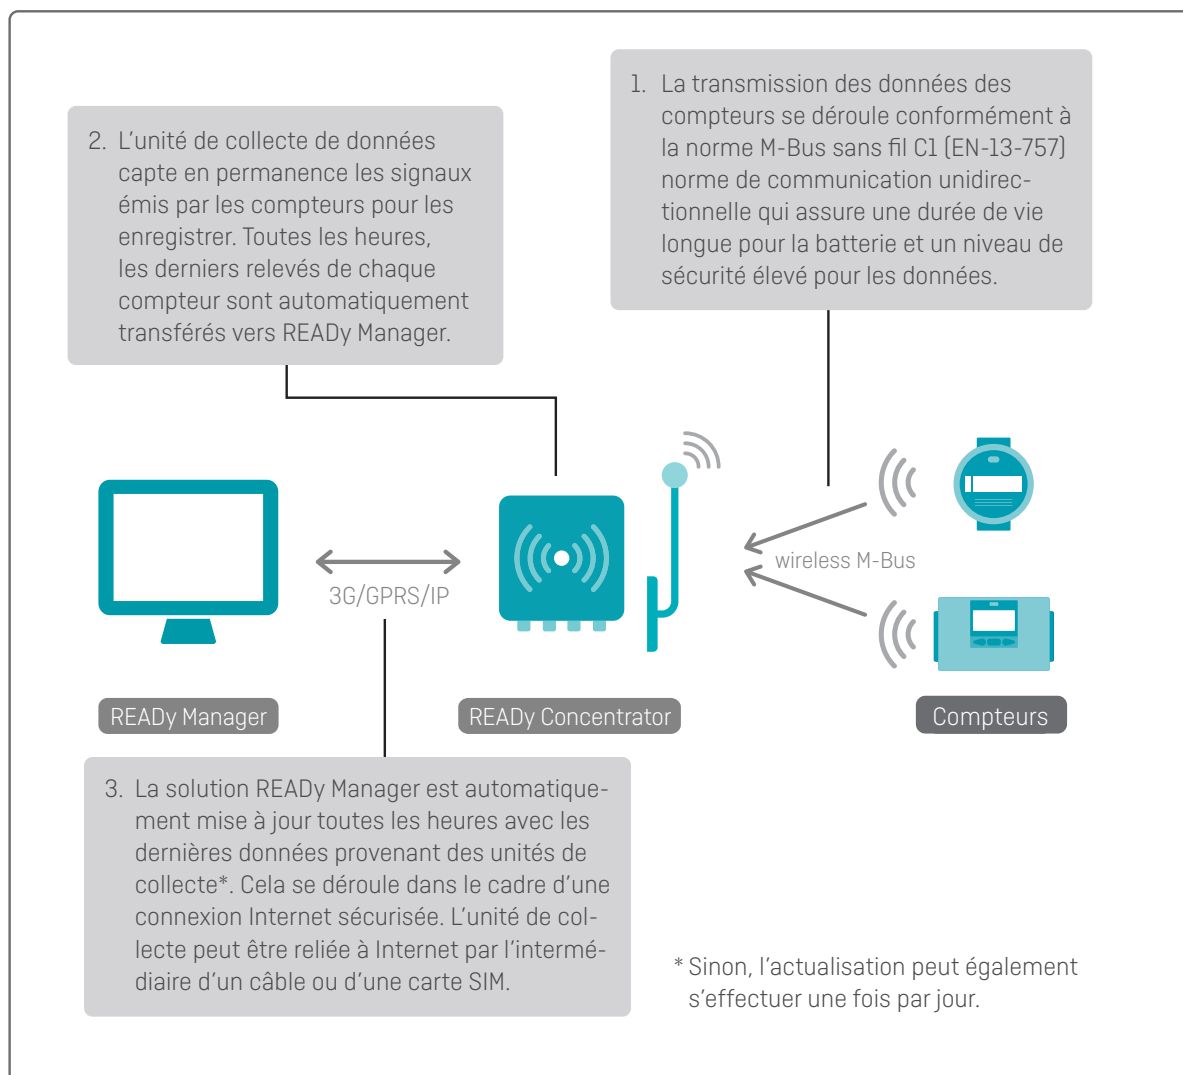 1. La transmission des données des
compteurs se déroule conformément à
la norme M-Bus sans fil C1 (EN-13-757)
norme de communication unidirec-
tionnelle qui assure une durée de vie
longue pour la batterie et un niveau de
sécurité élevé pour les données.
2. L'unité de collecte de données
capte en permanence les signaux
émis par les compteurs pour les
enregistrer. Toutes les heures,
les derniers relevés de chaque
compteur sont automatiquement
transférés vers READy Manager.
3G/GPRS/IP
wireless M-Bus
READy Manager
READy Concentrator
Compteurs
3. La solution READy Manager est automatique-
ment mise à jour toutes les heures avec les
dernières données provenant des unités de
collecte*. Cela se déroule dans le cadre d'une
connexion Internet sécurisée. L'unité de col-
lecte peut être reliée à Internet par l'intermé-
diaire d'un câble ou d'une carte SIM.
* Sinon, l'actualisation peut également
s'effectuer une fois par jour.